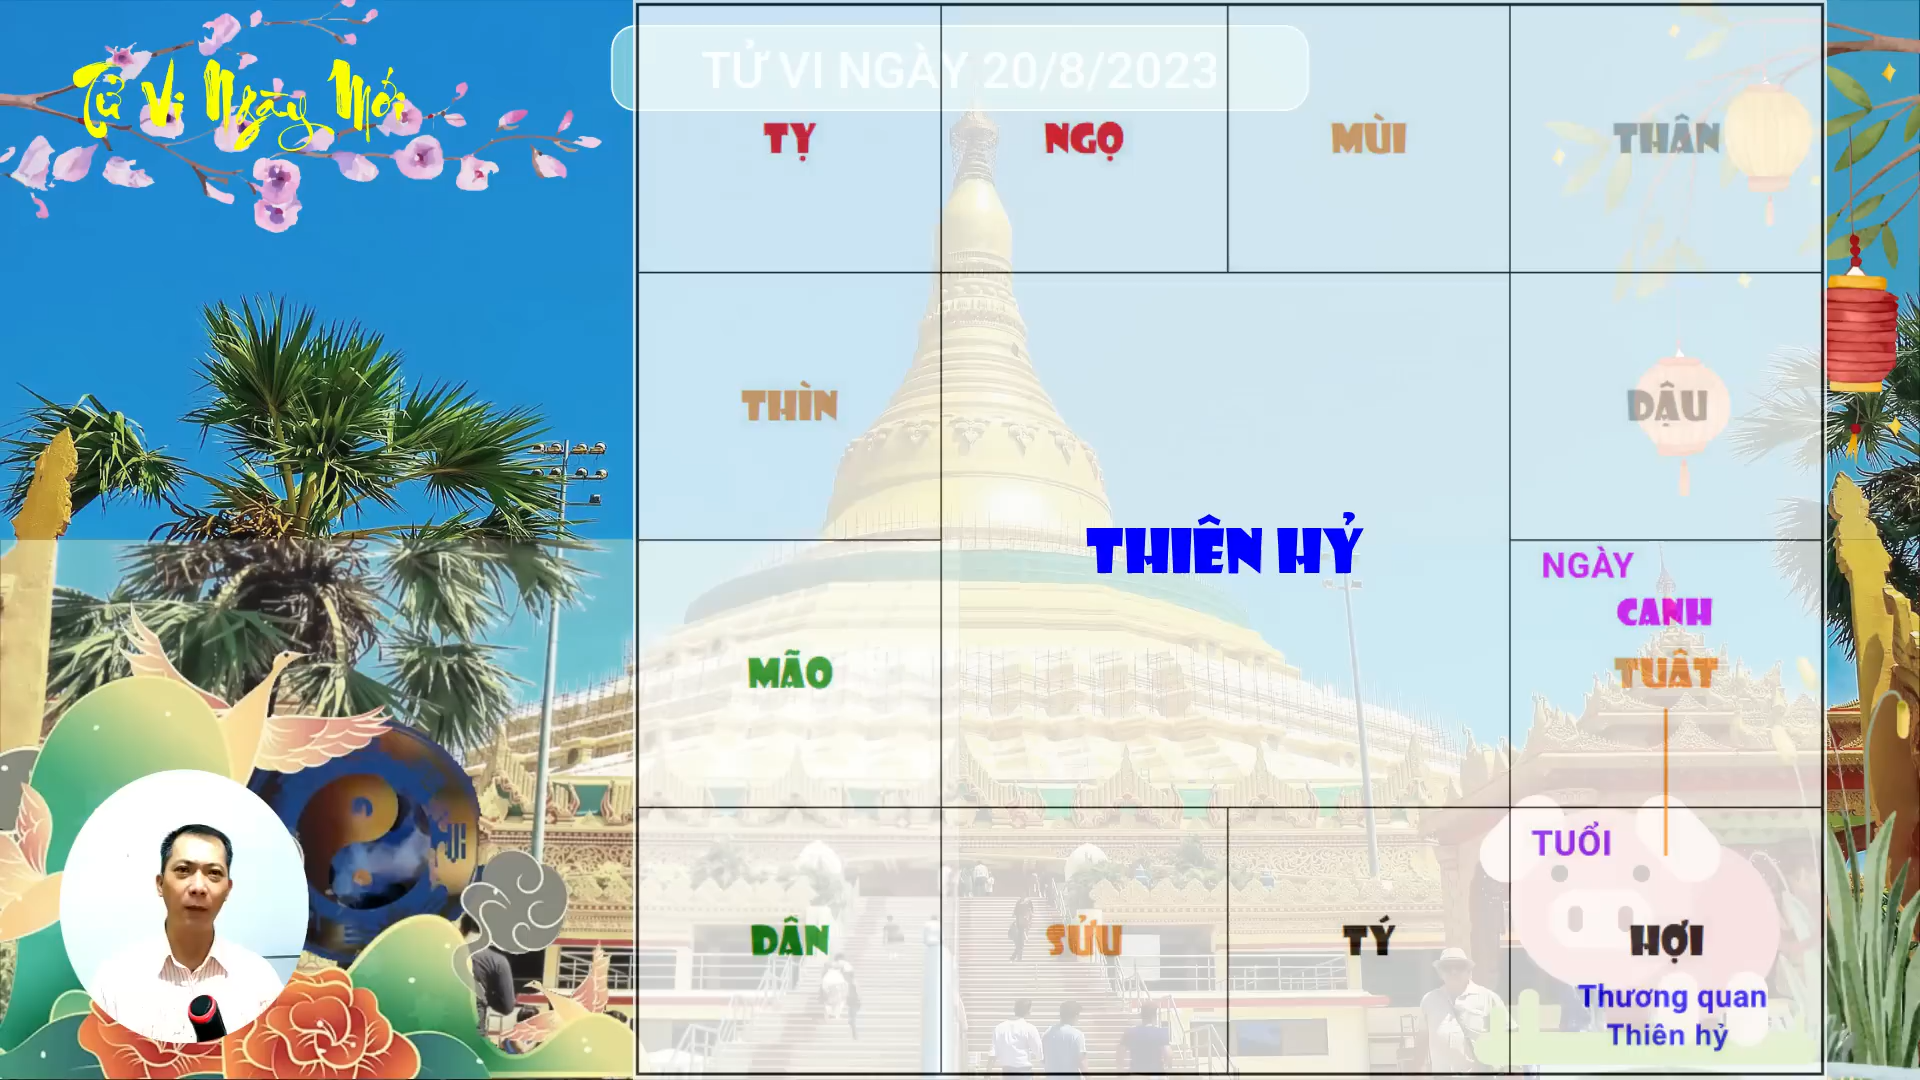 Tử Vi Ngày Mới
TỬ VI NGÀY 20/8/2023
TỴ
NGỌ
MÙI
THÂN
THÌN
DẬU
THIÊN HỶ
NGÀY
CANH
TUẤT
MÃO
TUỔI
DẦN
SỬU
TÝ
HỢI
Thương quan
Thiên hỷ